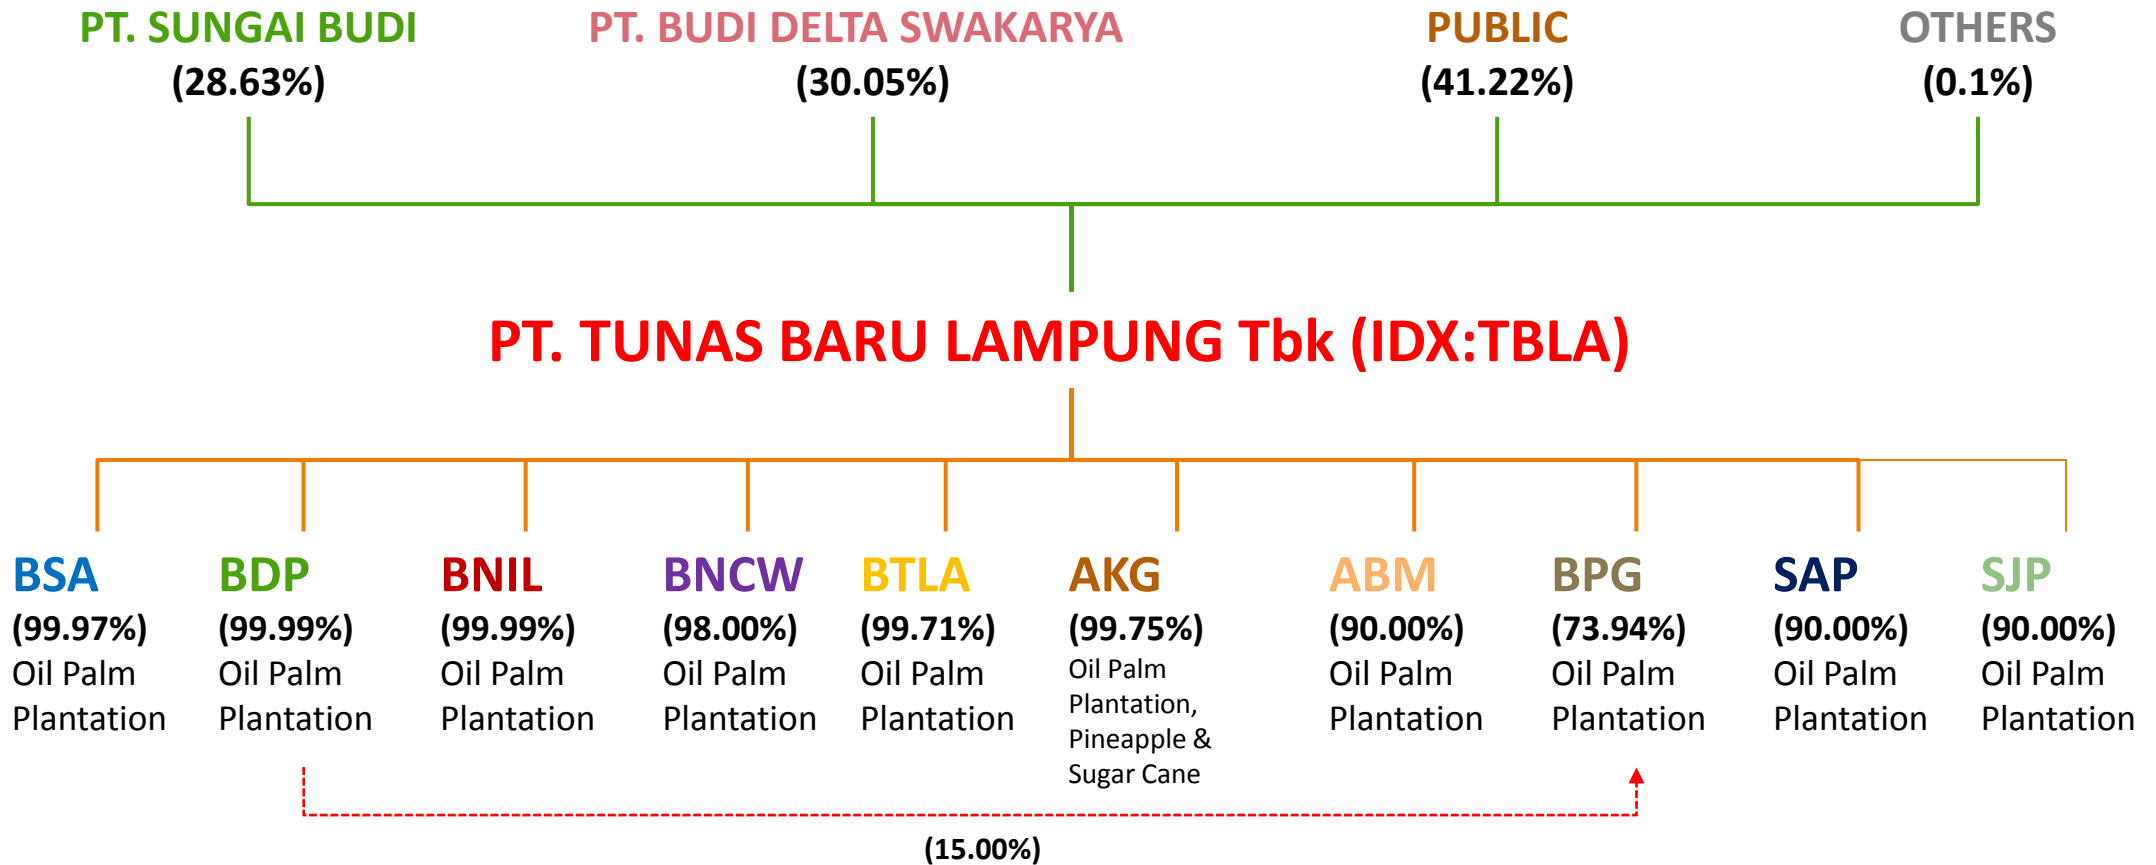 PT. SUNGAI BUDI
(28.63%)
PT. BUDI DELTA SWAKARYA
(30.05%)
PUBLIC
(41.22%)
OTHERS
(0.1%)
PT. TUNAS BARU LAMPUNG Tbk (IDX:TBLA)
BSA
(99.97%)
Oil Palm
Plantation
BDP
(99.99%)
Oil Palm
Plantation
BNIL
(99.99%)
Oil Palm
Plantation
BNCW
(98.00%)
Oil Palm
Plantation
BTLA
(99.71%)
Oil Palm
Plantation
AKG
(99.75%)
Oil Palm
Plantation,
Pineapple &
Sugar Cane
ABM
(90.00%)
Oil Palm
Plantation
BPG
(73.94%)
Oil Palm
Plantation
SAP
(90.00%)
Oil Palm
Plantation
SJP
(90.00%)
Oil Palm
Plantation
(15.00%)